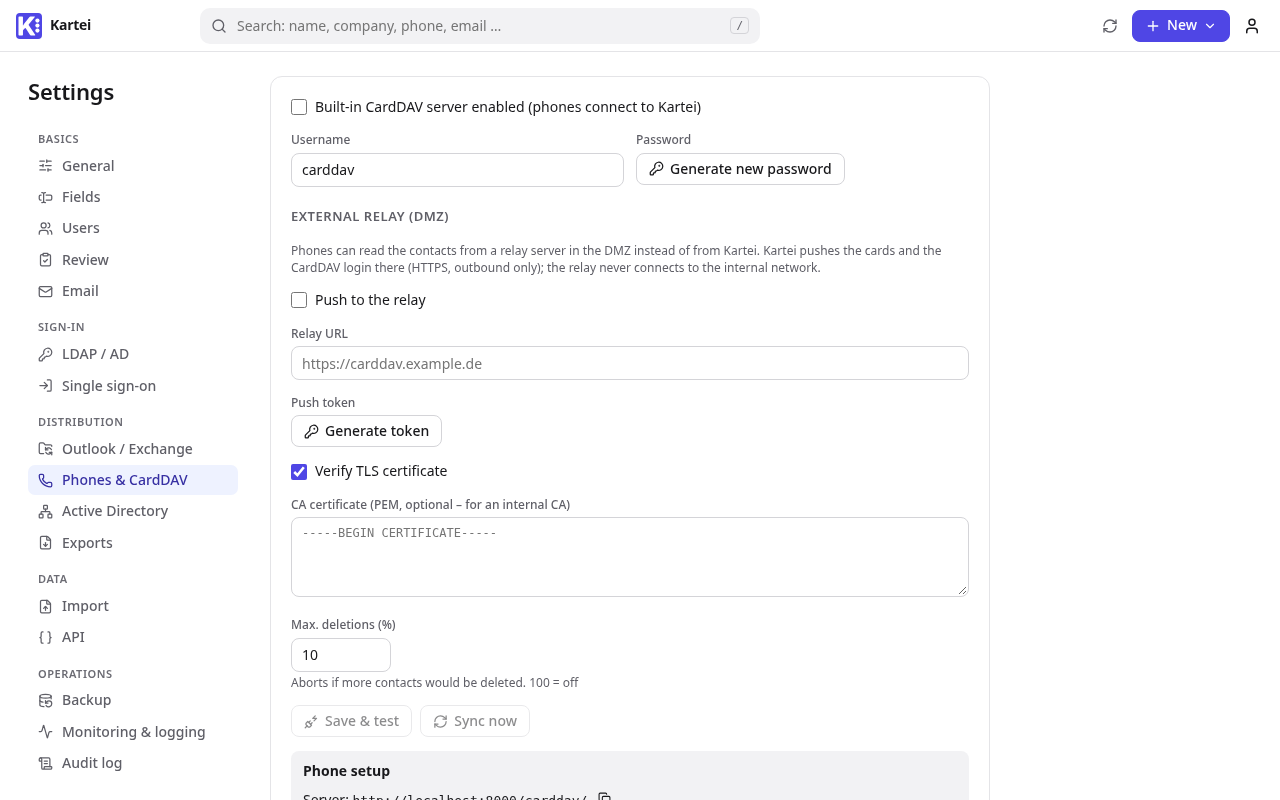 Kartei
Search: name, company, phone, email ...
/
New
Settings
BASICS
General
Fields
Users
Review
Email
SIGN-IN
LDAP / AD
Single sign-on
DISTRIBUTION
Outlook / Exchange
Phones & CardDAV
Active Directory
Exports
DATA
Import
API
OPERATIONS
Backup
Monitoring & logging
Audit log
Built-in CardDAV server enabled (phones connect to Kartei)
Username
Password
carddav
Generate new password
EXTERNAL RELAY (DMZ)
Phones can read the contacts from a relay server in the DMZ instead of from Kartei. Kartei pushes the cards and the
CardDAV login there (HTTPS, outbound only); the relay never connects to the internal network.
Push to the relay
Relay URL
https://carddav.example.de
Push token
Generate token
Verify TLS certificate
CA certificate (PEM, optional – for an internal CA)
-----BEGIN CERTIFICATE-----
Max. deletions (%)
10
Aborts if more contacts would be deleted. 100 = off
Save & test
Sync now
Phone setup
Server: http://localhost:8000/carddav/